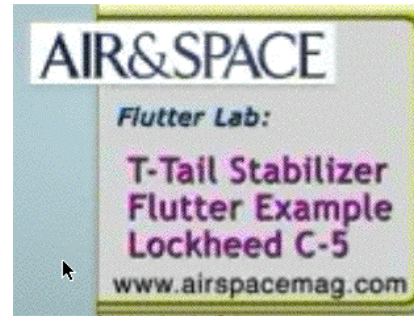 AIR&SPACE
Flutter Lab:
T-Tail Stabilizer
Flutter Example
Lockheed C-5
www.airspacemag.com